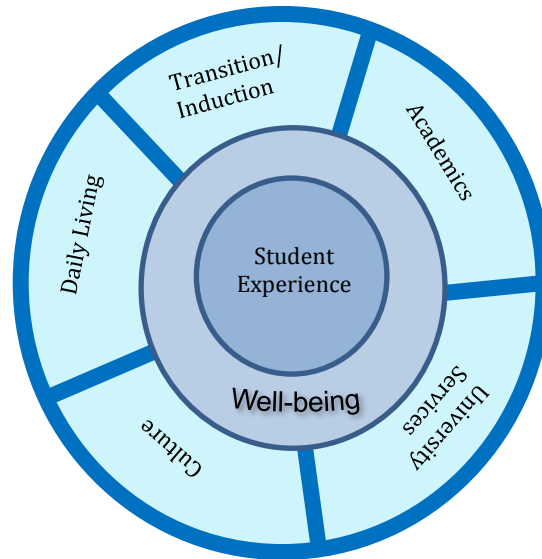 Transition/
Induction
Academics
University
Services
Culture
Daily Living
Student
Experience
Well-being